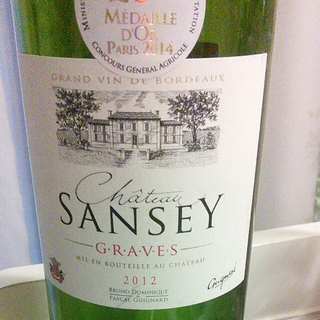 MÉDAILLE
D'OR
PARIS 2014
CONCOURS GÉNÉRAL AGRICOLE
GRAND VIN DE BORDEAUX
Château
SANSEY
GRAVES
MIS EN BOUTEILLE AU CHATEAU
2012
BRUNO DOMINIQUE
PASCAL GUIGNARD
Guignard